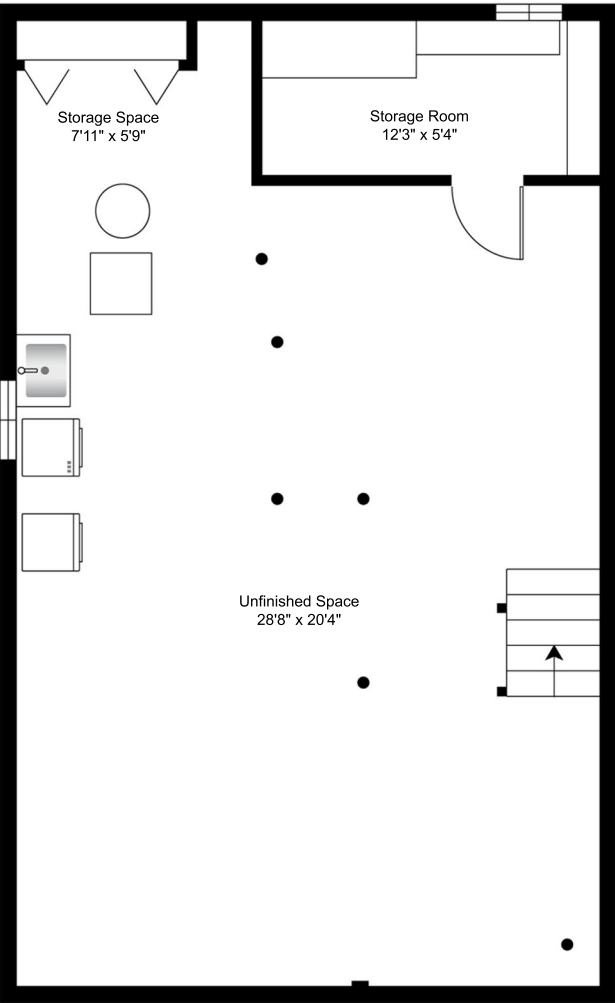 Storage Space
7'11" x 5'9"
Storage Room
12'3" x 5'4"
Unfinished Space
28'8" x 20'4"